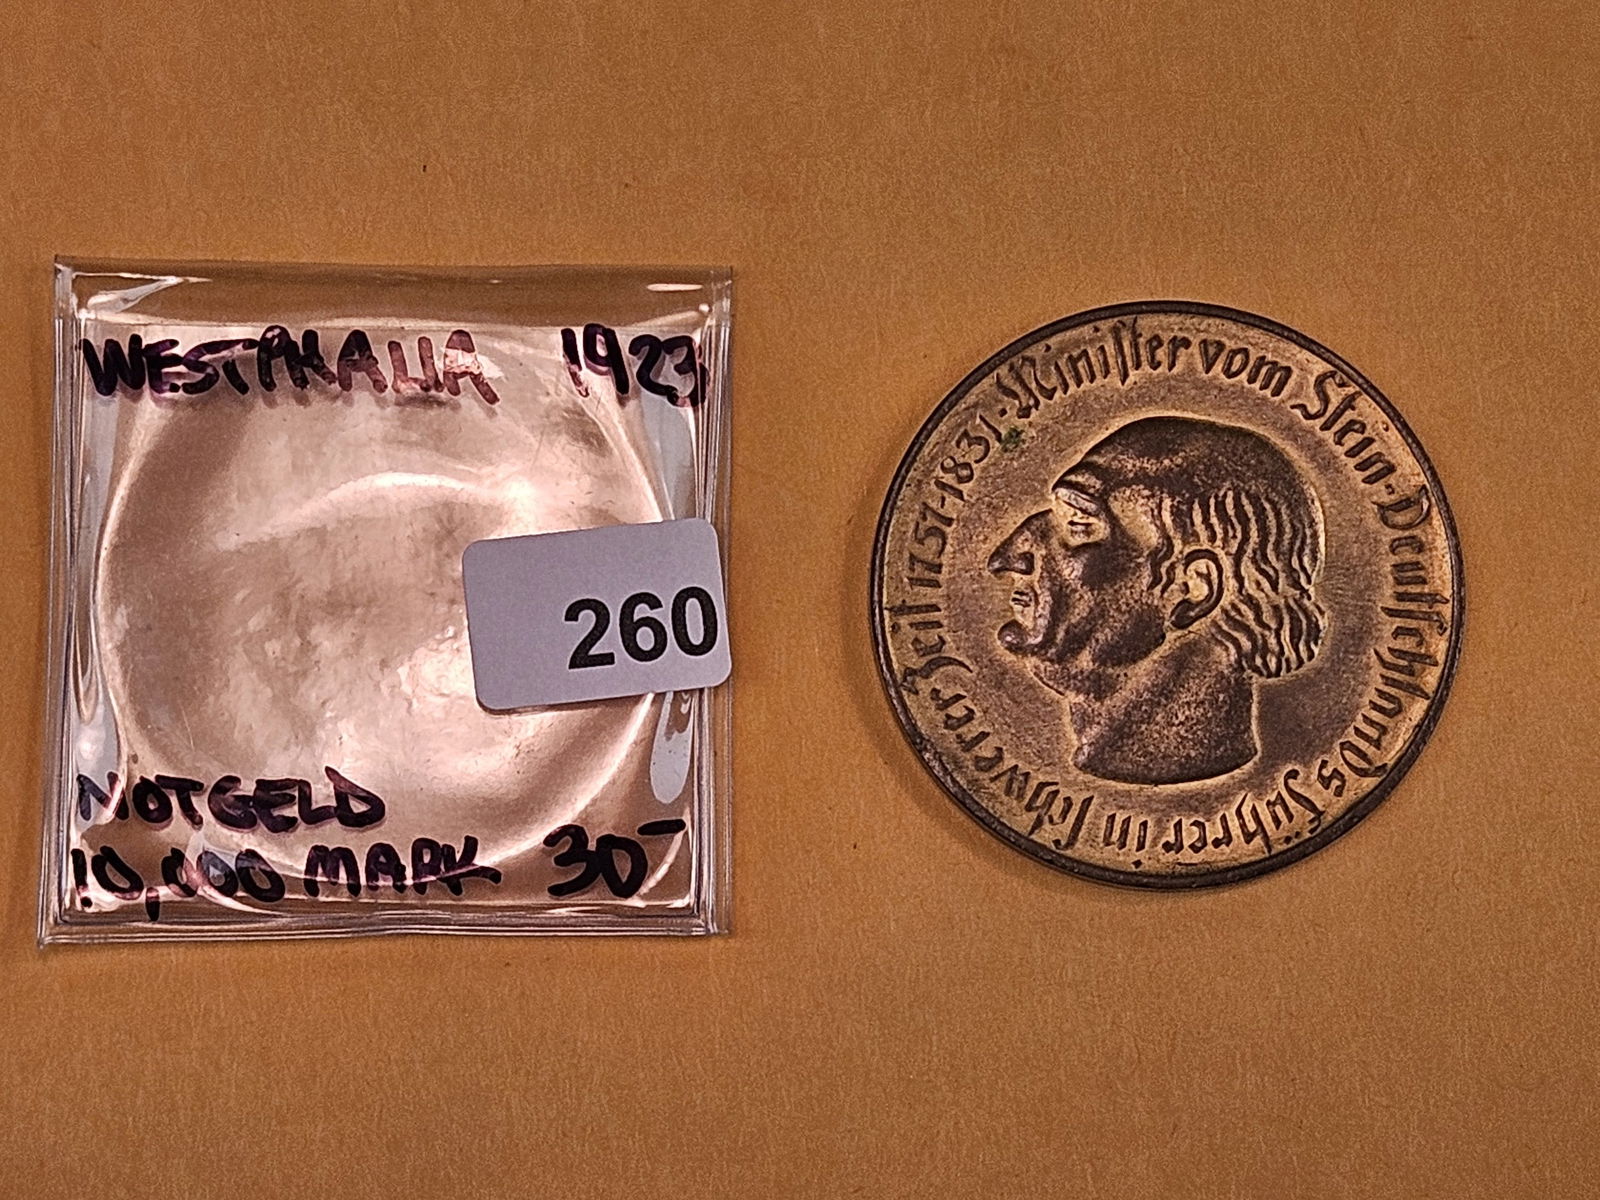 WESTPHALIA 1923
260
NOTGELD
10,000 MARK 30-
Minister vom Stein · Deutschlands Führer in schwerer Zeit 1757-1831 ·